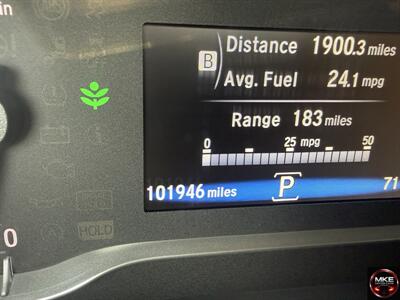 in
Distance 1900.3 miles
B
Avg. Fuel 24.1 mpg
Range 183 miles
0 25 mpg 50
101946 miles P 71
HOLD
0
MKE